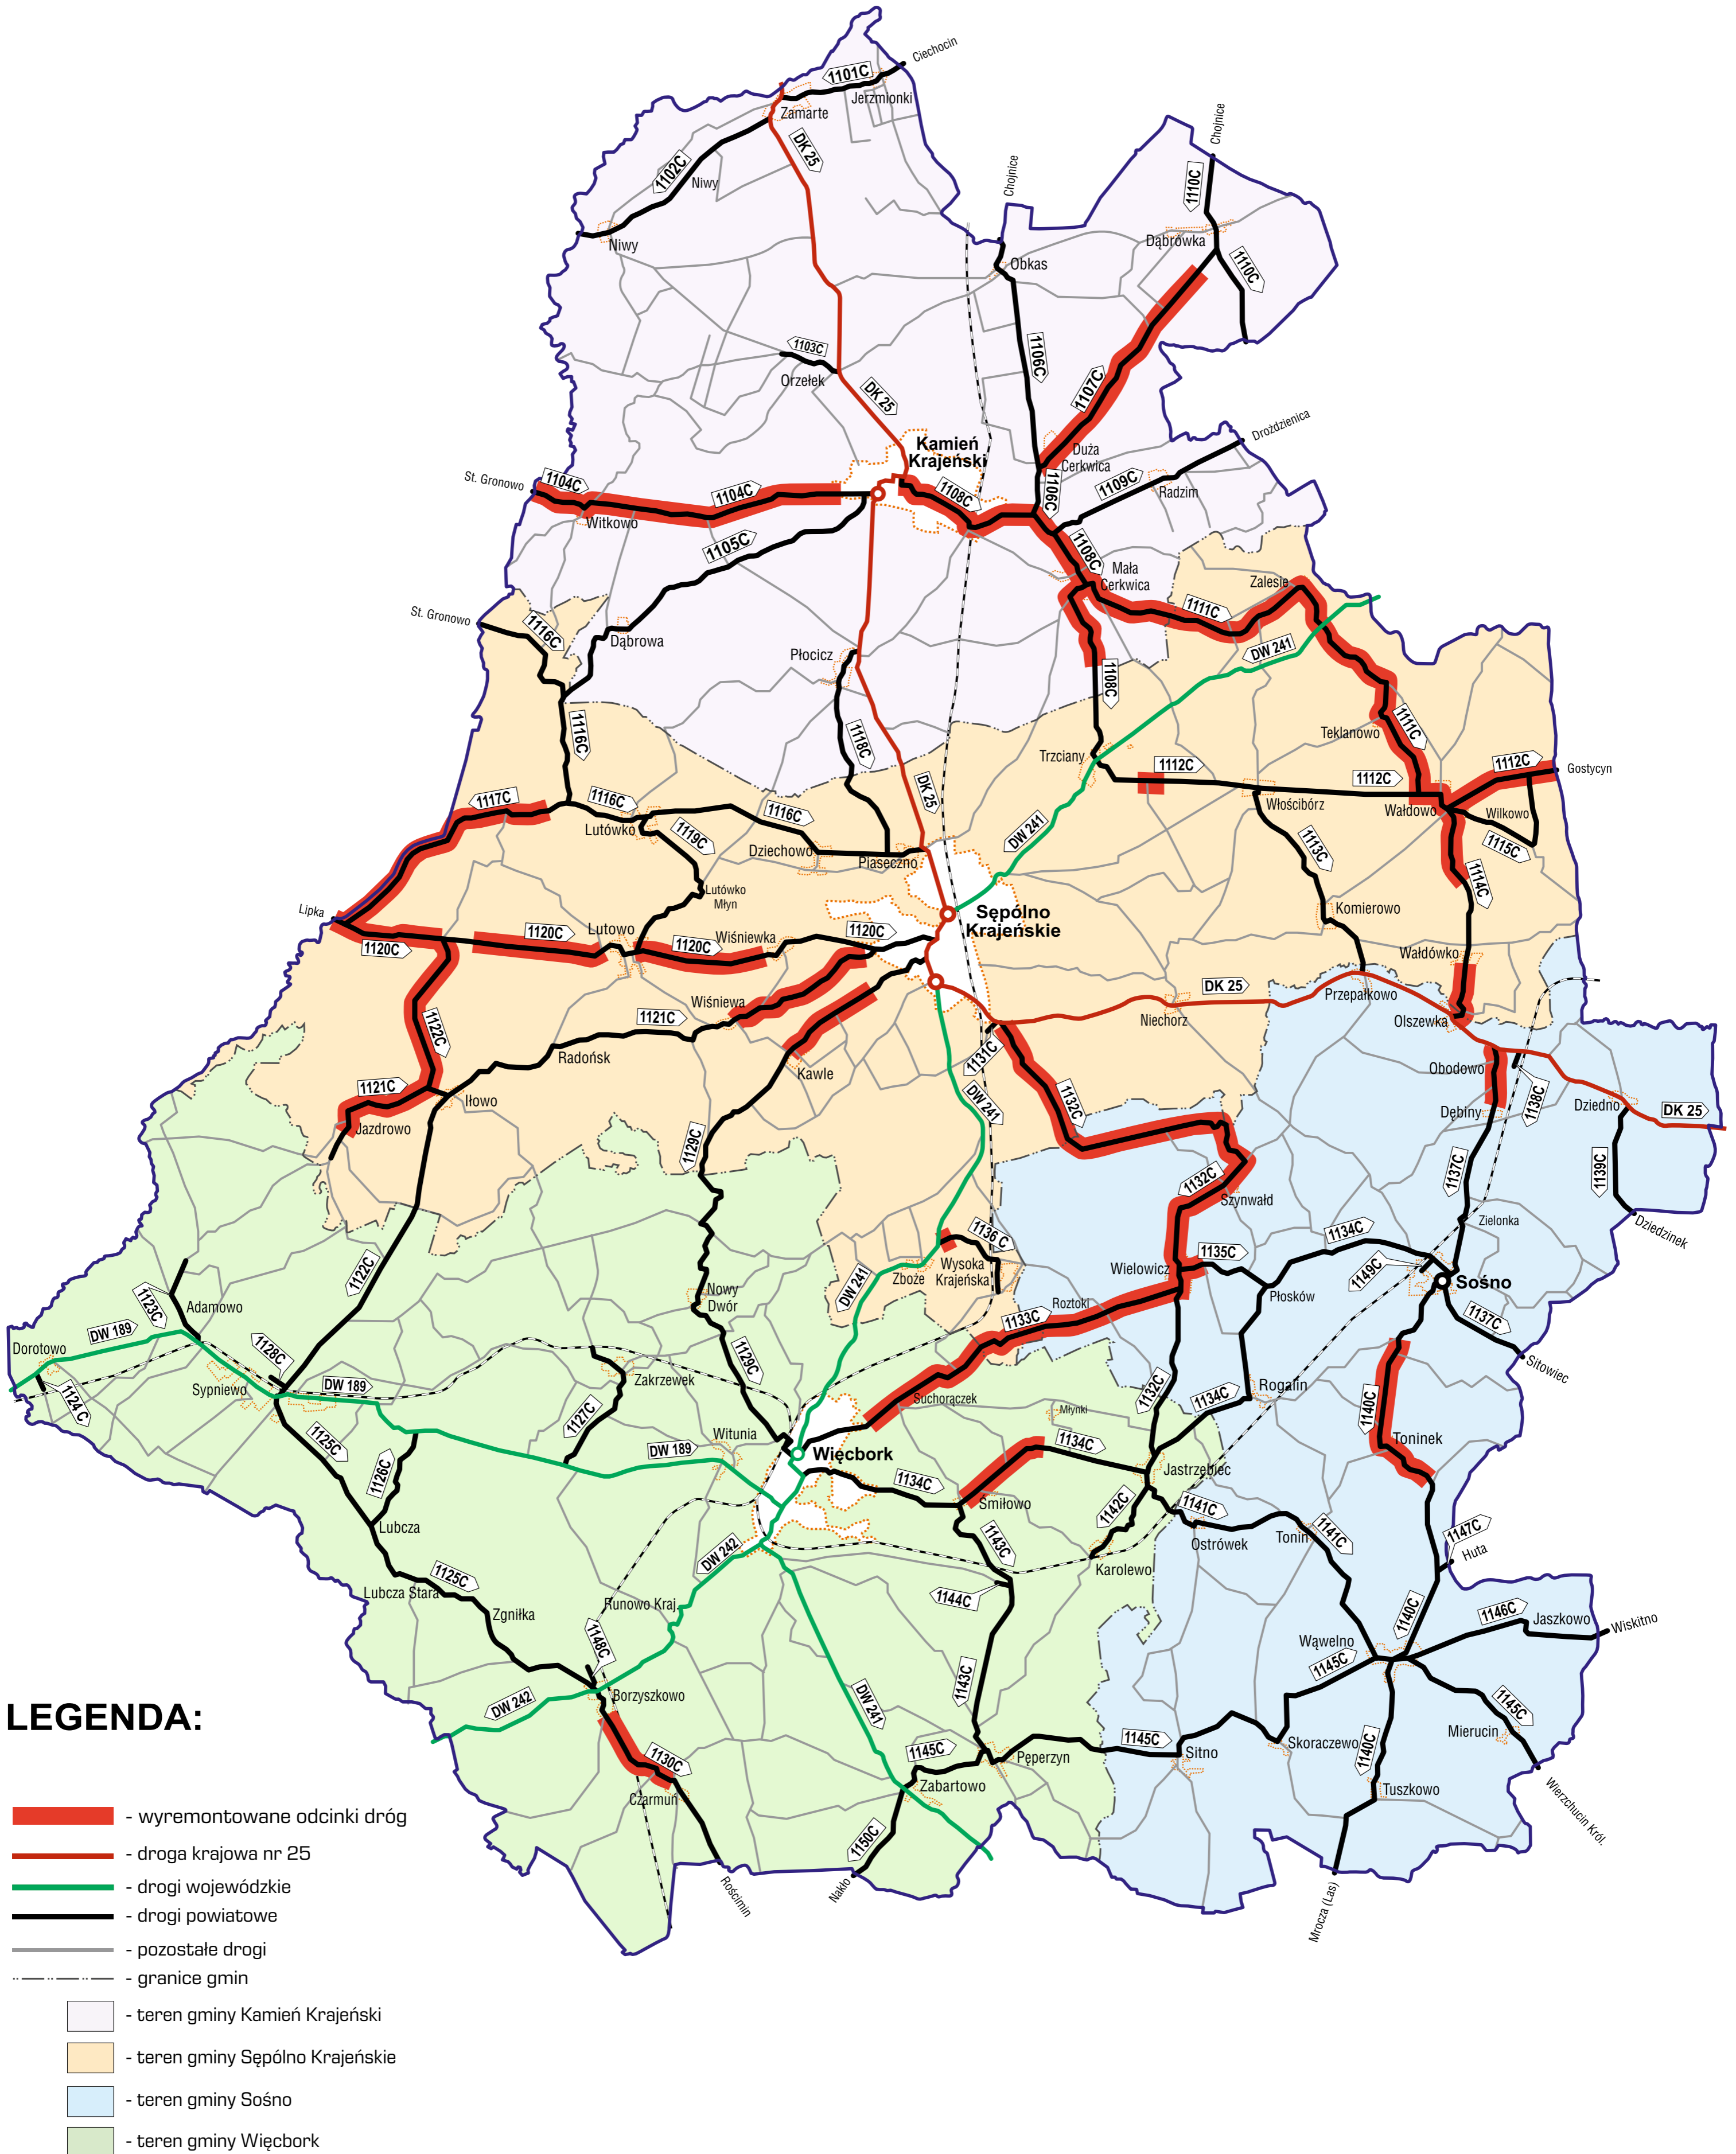 Ciechocin
1101C
Jerzmionki
Zamarte
DK 25
1102C
Niwy
Niwy
Chojnice
Chojnice
1110C
Dąbrówka
1110C
Obkas
1103C
Orzełek
1106C
1107C
DK 25
Kamień
Krajeński
Duża
Cerkwica
Drożdzienica
St. Gronowo
1104C
1104C
Witkowo
1108C
1106C
1109C
Radzim
1105C
1108C
Mała
Cerkwica
Zalesie
1111C
St. Gronowo
1116C
Dąbrowa
Płocicz
DW 241
1108C
1116C
1118C
Teklanowo
1111C
Trzciany
1112C
1112C
1112C
Gostycyn
DK 25
1117C
1116C
Lutówko
1116C
1119C
Dziechowo
Piaseczno
DW 241
Włościbórz
Wałdowo
Wilkowo
1113C
1115C
1114C
Lutówko
Młyn
Lipka
Sępólno
Krajeńskie
Komierowo
1120C
1120C
Lutowo
1120C
Wiśniewka
1120C
Wałdówko
DK 25
Przepałkowo
Niechorz
Olszewka
Wiśniewa
1121C
1122C
Radońsk
1131C
Kawle
Obodowo
1121C
Iłowo
DW 241
1132C
Dębiny
1138C
Dziedno
DK 25
Jazdrowo
1129C
1137C
1139C
1132C
Szynwałd
Zielonka
Dziedzinek
1136 C
1134C
1135C
Wysoka
Krajeńska
Zboże
Wielowicz
1149C
Sośno
1122C
1123C
Adamowo
Nowy
Dwór
DW 241
Roztoki
1133C
Płosków
1137C
Dorotowo
DW 189
1128C
1129C
Sitowiec
1124 C
Sypniewo
DW 189
Zakrzewek
Suchorączek
1132C
1134C
Rogalin
Młynki
1140C
1127C
1125C
1126C
Witunia
DW 189
Więcbork
1134C
Toninek
1134C
Jastrzębiec
Śmiłowo
1142C
1141C
Lubcza
Ostrówek
Tonin
1141C
1147C
Huta
1143C
DW 242
Karolewo
1125C
Lubcza Stara
1144C
Zgniłka
Runowo Kraj.
1140C
1146C
Jaszkowo
Wiskitno
1148C
Wąwelno
1145C
1143C
DW 242
Borzyszkowo
DW 241
1145C
Mierucin
LEGENDA:
1145C
1145C
Pęperzyn
Sitno
Skoraczewo
1140C
1130C
Czarmuń
Zabartowo
Tuszkowo
Wierzchucin Król.
1150C
- wyremontowane odcinki dróg
- droga krajowa nr 25
Rościmin
Nakło
Mrocza (Las)
- drogi wojewódzkie
- drogi powiatowe
- pozostałe drogi
- granice gmin
- teren gminy Kamień Krajeński
- teren gminy Sępólno Krajeńskie
- teren gminy Sośno
- teren gminy Więcbork